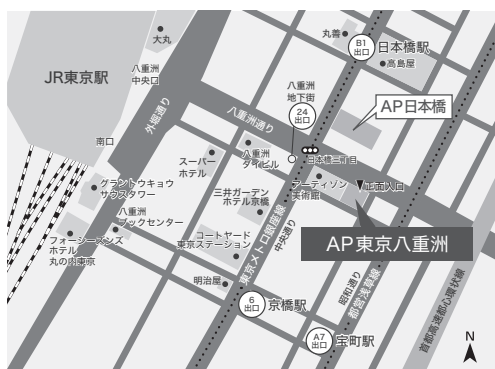 丸善
B1
出口
日本橋駅
大丸
髙島屋
JR東京駅
八重洲
中央口
八重洲
地下街
24
出口
AP日本橋
外堀通り
八重洲通り
南口
スーパー
ホテル
八重洲
ダイビル
日本橋三丁目
アーティゾン
美術館
正面入口
グラントウキョウ
サウスタワー
三井ガーデン
ホテル京橋
八重洲
ブックセンター
フォーシーズンズ
ホテル
丸の内東京
コートヤード
東京ステーション
東京メトロ銀座線
中央通り
AP東京八重洲
明治屋
昭和通り
都営浅草線
首都高速都心環状線
6
出口
京橋駅
A7
出口
宝町駅
N